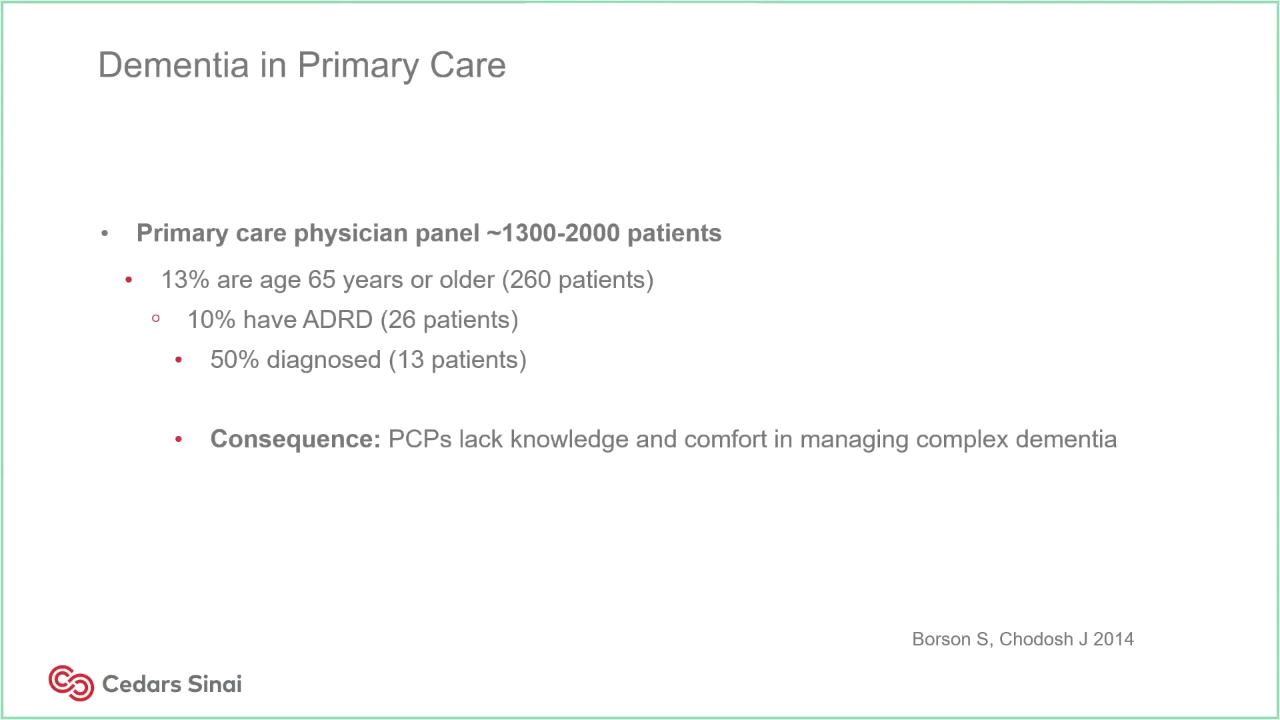 Dementia in Primary Care
• Primary care physician panel ~1300-2000 patients
• 13% are age 65 years or older (260 patients)
o 10% have ADRD (26 patients)
• 50% diagnosed (13 patients)
• Consequence: PCPs lack knowledge and comfort in managing complex dementia
Borson S, Chodosh J 2014
Cedars Sinai